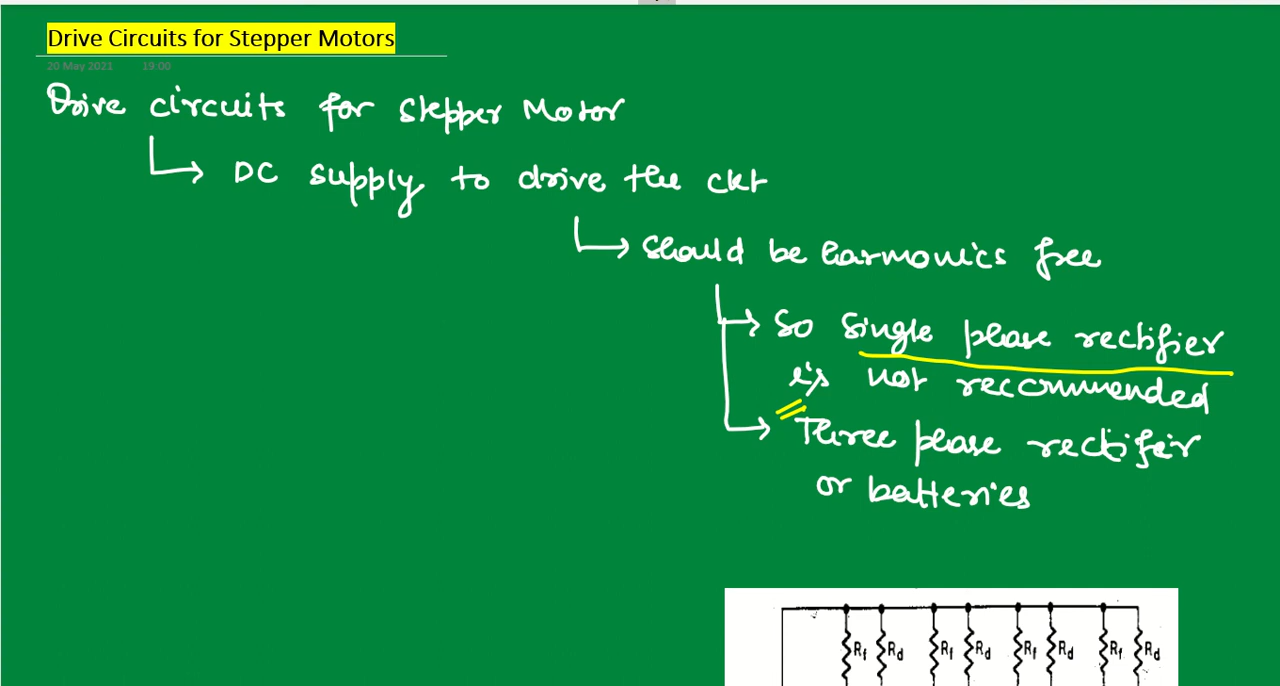 Drive Circuits for Stepper Motors
20 May 2021 19:00
Drive circuits for Stepper Motor
DC supply to drive the ckt
Should be harmonics free
So single phase rectifier
is not recommended
Three phase rectifier
or batteries
Rf Rd Rf Rd Rf Rd Rf Rd